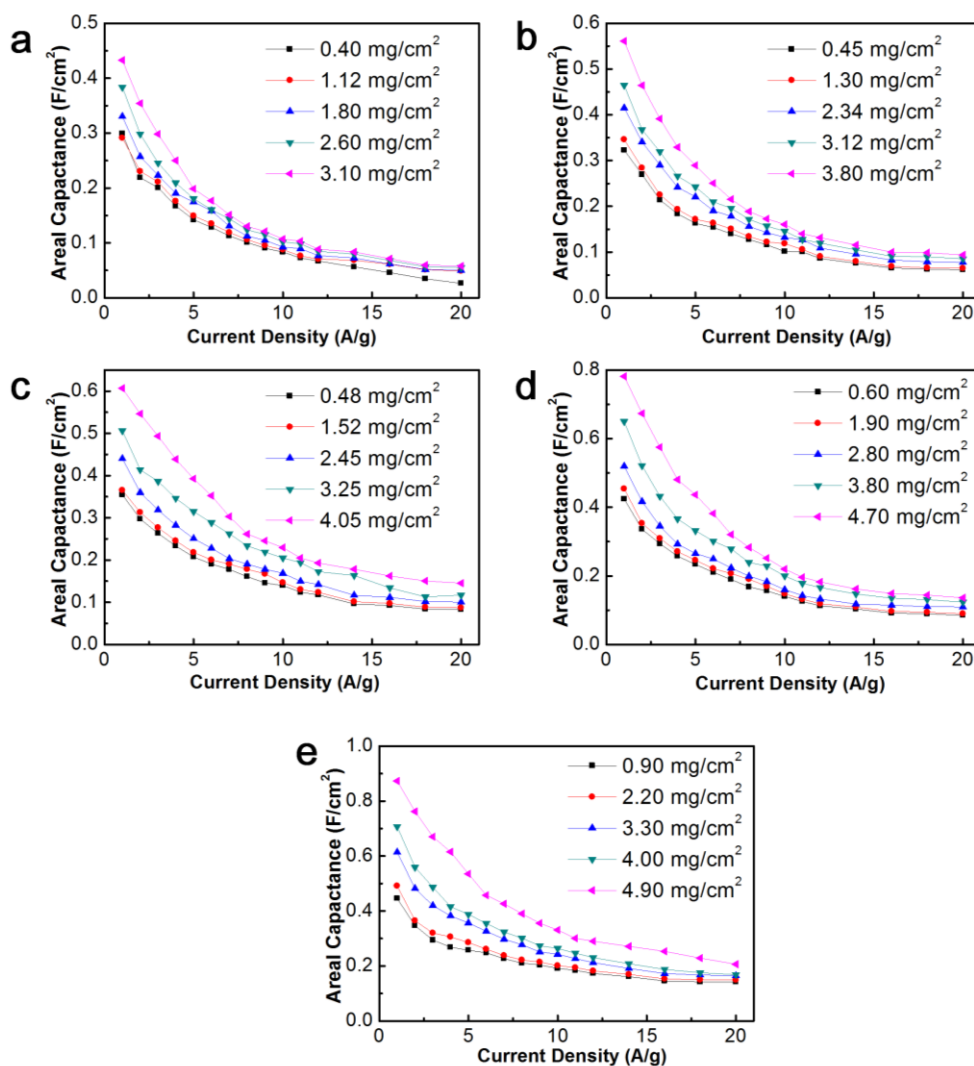 a
0.5
0.4
0.3
0.2
0.1
0.0
Areal Capactance (F/cm²)
0.40 mg/cm²
1.12 mg/cm²
1.80 mg/cm²
2.60 mg/cm²
3.10 mg/cm²
0 5 10 15 20
Current Density (A/g)
b
0.6
0.5
0.4
0.3
0.2
0.1
0.0
Areal Capactance (F/cm²)
0.45 mg/cm²
1.30 mg/cm²
2.34 mg/cm²
3.12 mg/cm²
3.80 mg/cm²
0 5 10 15 20
Current Density (A/g)
c
0.6
0.5
0.4
0.3
0.2
0.1
0.0
Areal Capactance (F/cm²)
0.48 mg/cm²
1.52 mg/cm²
2.45 mg/cm²
3.25 mg/cm²
4.05 mg/cm²
0 5 10 15 20
Current Density (A/g)
d
0.8
0.6
0.4
0.2
0.0
Areal Capactance (F/cm²)
0.60 mg/cm²
1.90 mg/cm²
2.80 mg/cm²
3.80 mg/cm²
4.70 mg/cm²
0 5 10 15 20
Current Density (A/g)
e
1.0
0.8
0.6
0.4
0.2
0.0
Areal Capactance (F/cm²)
0.90 mg/cm²
2.20 mg/cm²
3.30 mg/cm²
4.00 mg/cm²
4.90 mg/cm²
0 5 10 15 20
Current Density (A/g)